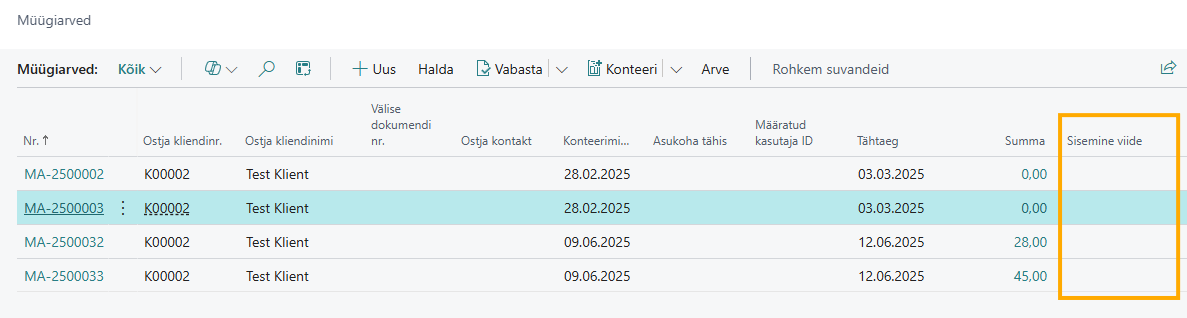 Müügiarved
Müügiarved: Kõik Uus Halda Vabasta Konteeri Arve Rohkem suvandeid
Nr. ↑ Ostja kliendinr. Ostja kliendinimi Välise dokumendi nr. Ostja kontakt Konteerimi... Asukoha tähis Määratud kasutaja ID Tähtaeg Summa Sisemine viide
MA-2500002 K00002 Test Klient 28.02.2025 03.03.2025 0,00
MA-2500003 K00002 Test Klient 28.02.2025 03.03.2025 0,00
MA-2500032 K00002 Test Klient 09.06.2025 12.06.2025 28,00
MA-2500033 K00002 Test Klient 09.06.2025 12.06.2025 45,00